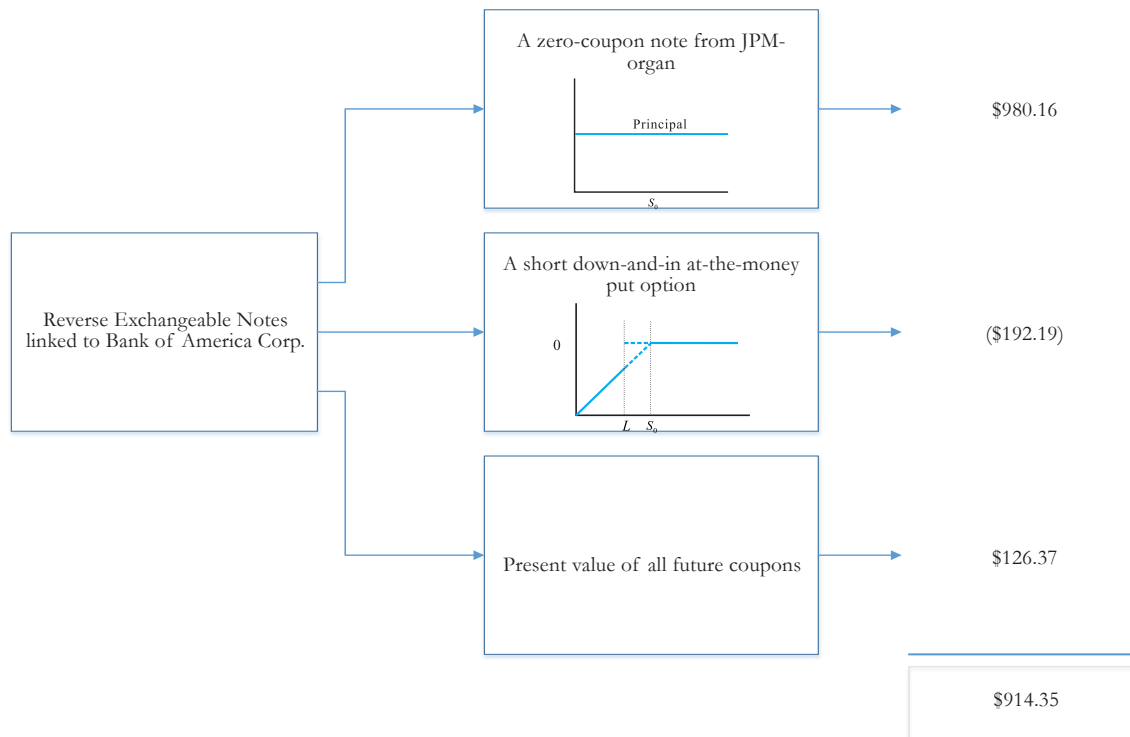 A zero-coupon note from JPM-
organ
Principal
S₀
$980.16
Reverse Exchangeable Notes
linked to Bank of America Corp.
A short down-and-in at-the-money
put option
0
L S₀
($192.19)
Present value of all future coupons
$126.37
$914.35